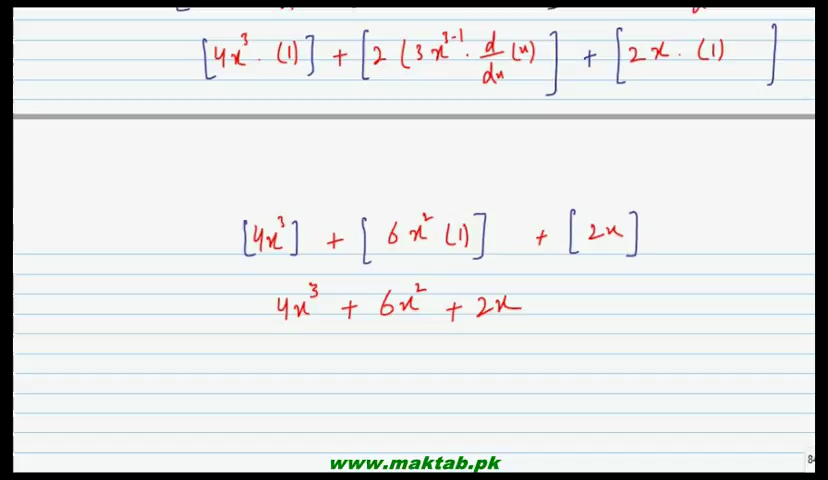 [4x³ · (1)] + [2 (3x³⁻¹ · d/dx (x)] + [2x · (1) ]
[4x³] + [6x² (1)] + [2x]
4x³ + 6x² + 2x
www.maktab.pk